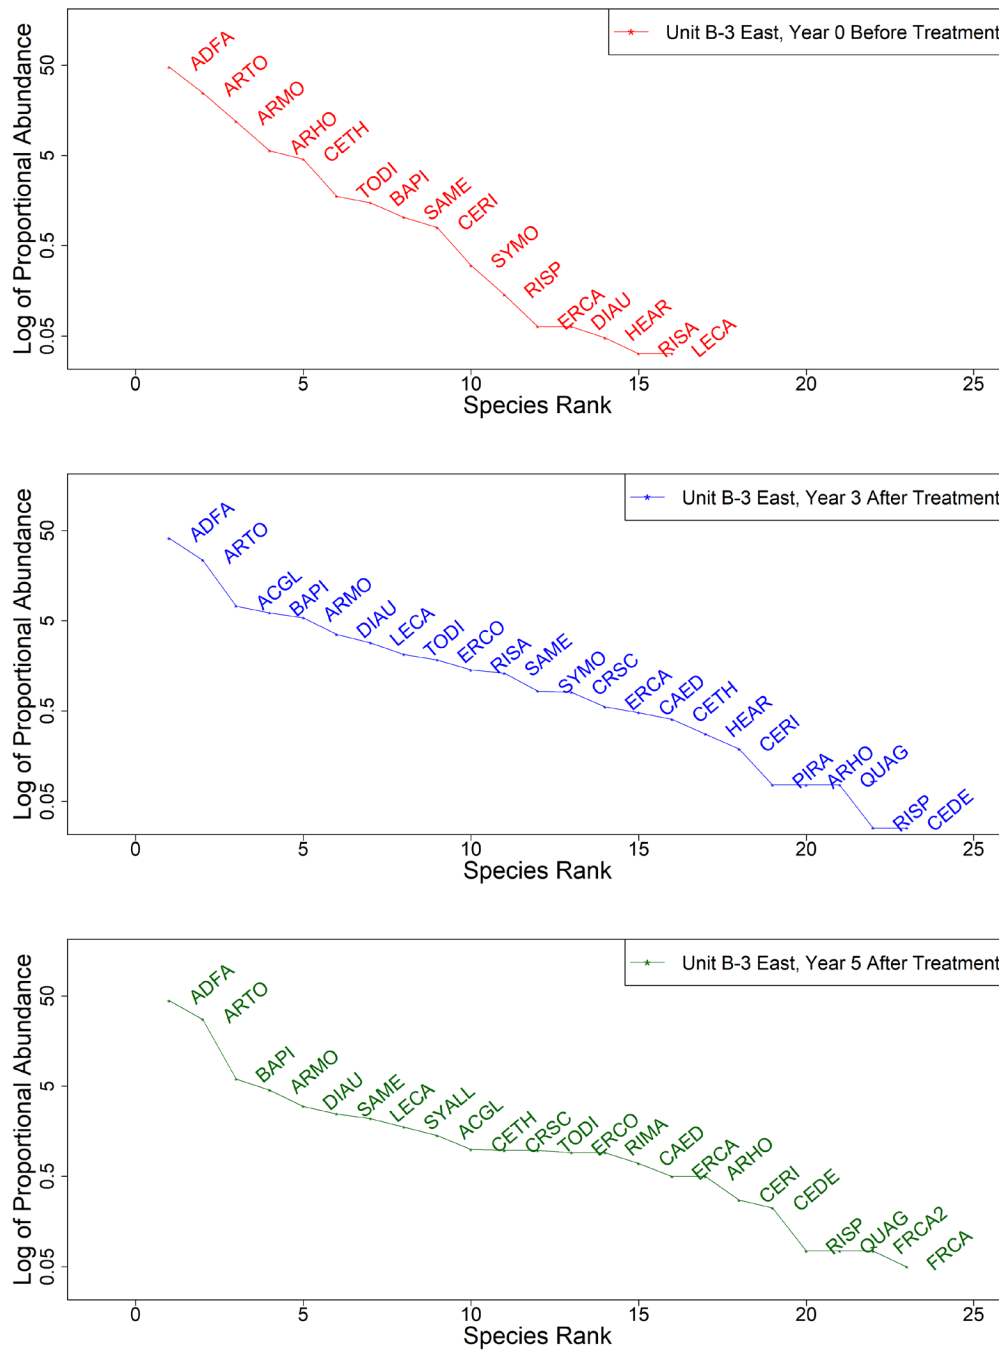 Unit B-3 East, Year 0 Before Treatment
Log of Proportional Abundance
50
5
0.5
0.05
ADFA
ARTO
ARMO
ARHO
CETH
TODI
BAPI
SAME
CERI
SYMO
RISP
ERCA
DIAU
HEAR
RISA
LECA
0 5 10 15 20 25
Species Rank
Unit B-3 East, Year 3 After Treatment
Log of Proportional Abundance
50
5
0.5
0.05
ADFA
ARTO
ACGL
BAPI
ARMO
DIAU
LECA
TODI
ERCO
RISA
SAME
SYMO
CRSC
ERCA
CAED
CETH
HEAR
CERI
PIRA
ARHO
QUAG
RISP
CEDE
0 5 10 15 20 25
Species Rank
Unit B-3 East, Year 5 After Treatment
Log of Proportional Abundance
50
5
0.5
0.05
ADFA
ARTO
BAPI
ARMO
DIAU
SAME
LECA
SYALL
ACGL
CETH
CRSC
TODI
ERCO
RIMA
CAED
ERCA
ARHO
CERI
CEDE
RISP
QUAG
FRCA2
FRCA
0 5 10 15 20 25
Species Rank